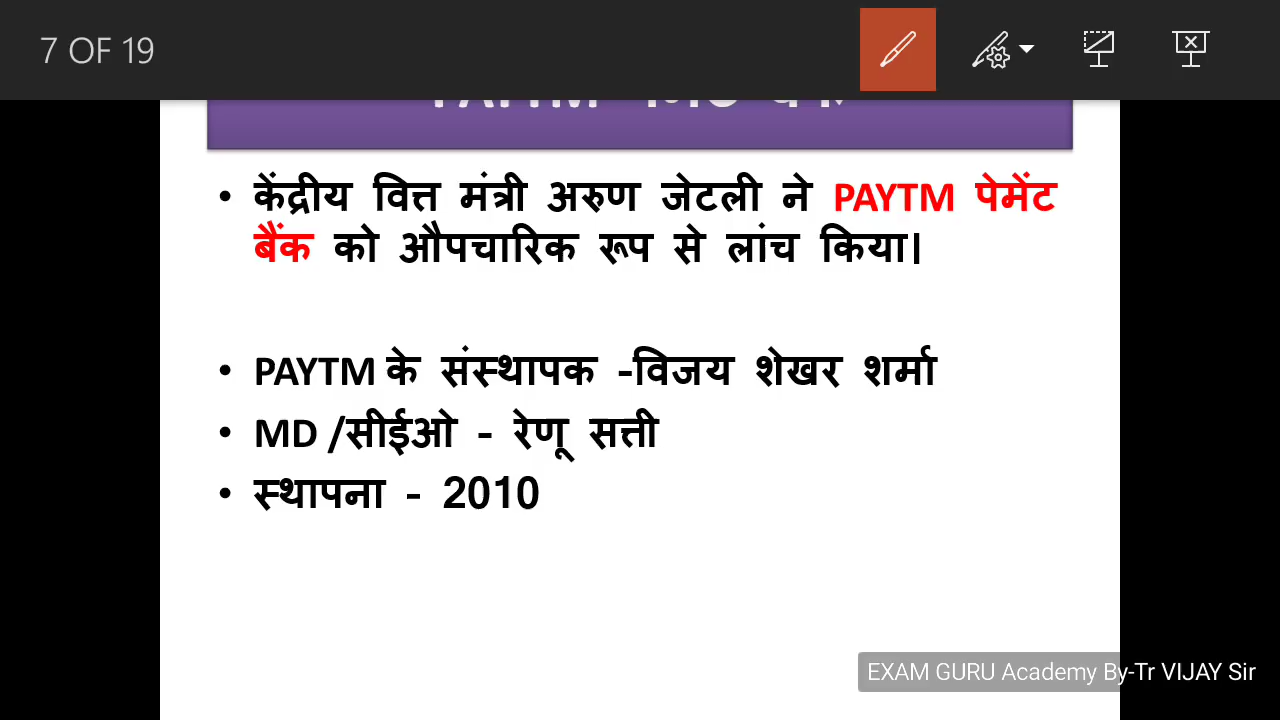 7 OF 19
• केंद्रीय वित्त मंत्री अरुण जेटली ने PAYTM पेमेंट
बैंक को औपचारिक रूप से लांच किया।
• PAYTM के संस्थापक -विजय शेखर शर्मा
• MD /सीईओ - रेणू सत्ती
• स्थापना - 2010
EXAM GURU Academy By-Tr VIJAY Sir